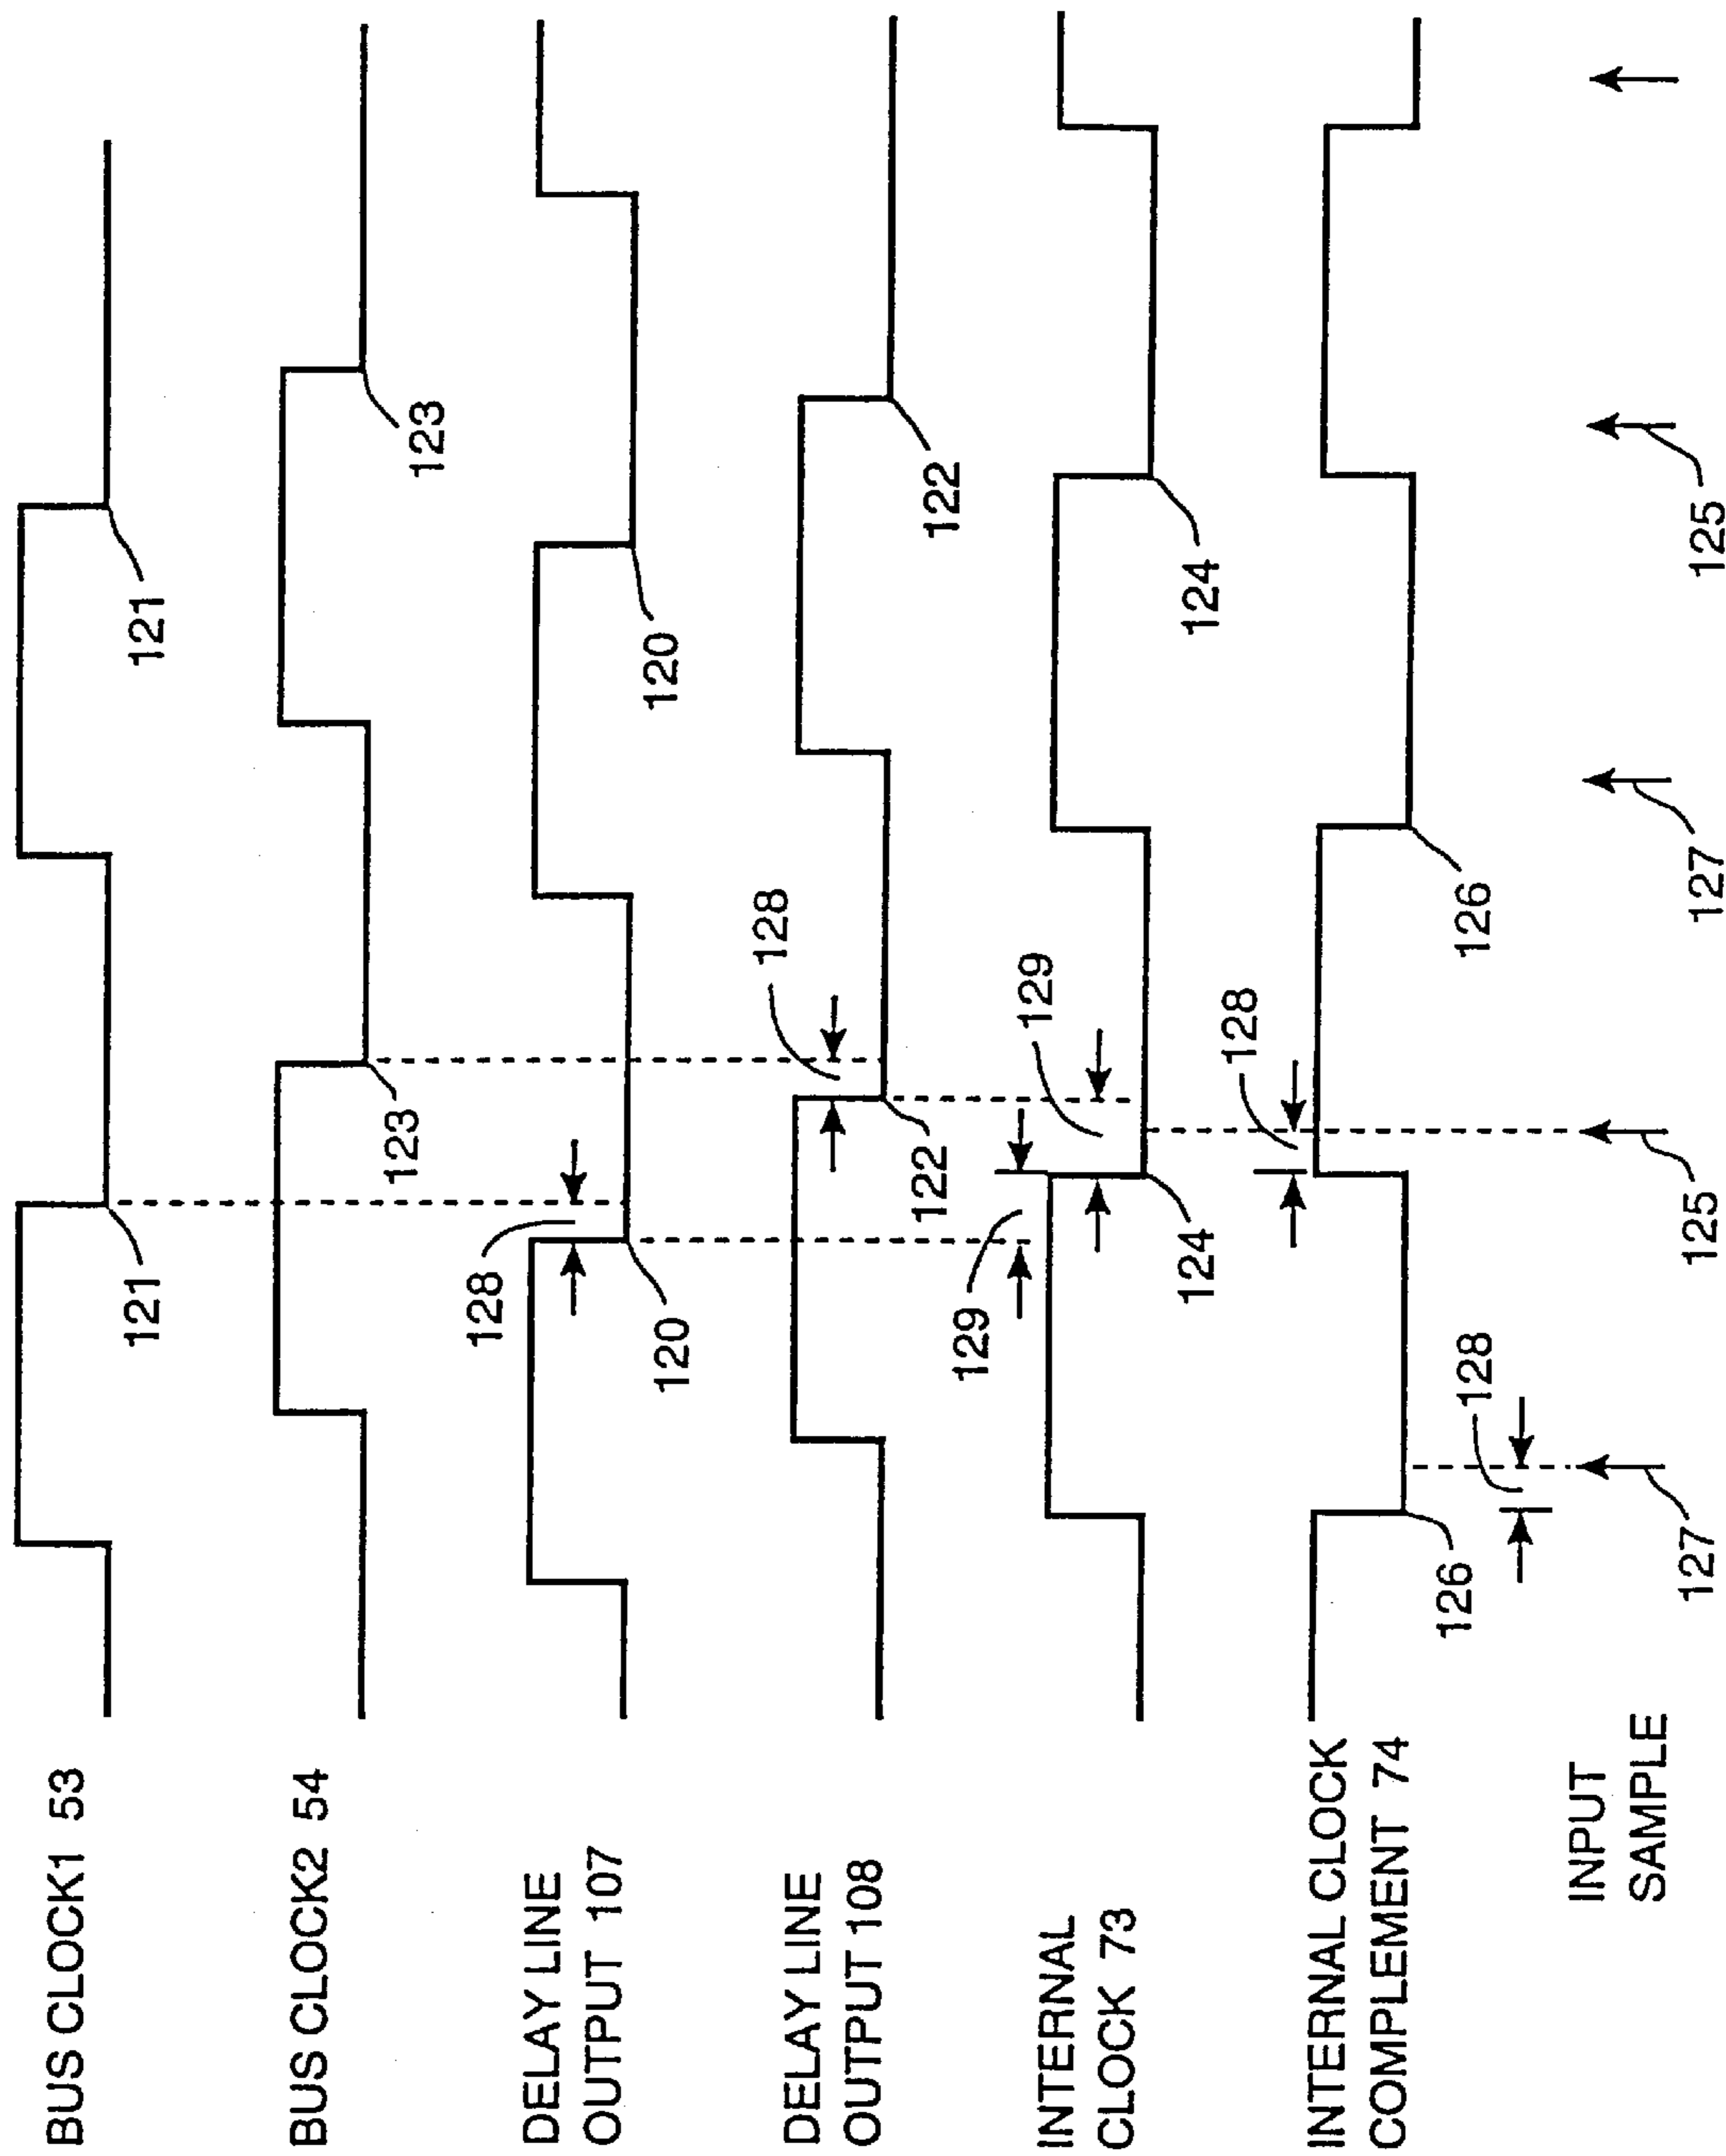 BUS CLOCK1 53
121
121
BUS CLOCK2 54
123
123
DELAY LINE
OUTPUT 107
128
120
120
DELAY LINE
OUTPUT 108
128
122
122
INTERNAL
CLOCK 73
129
129
124
124
INTERNAL CLOCK
COMPLEMENT 74
128
126
126
128
INPUT
SAMPLE
127
125
127
125